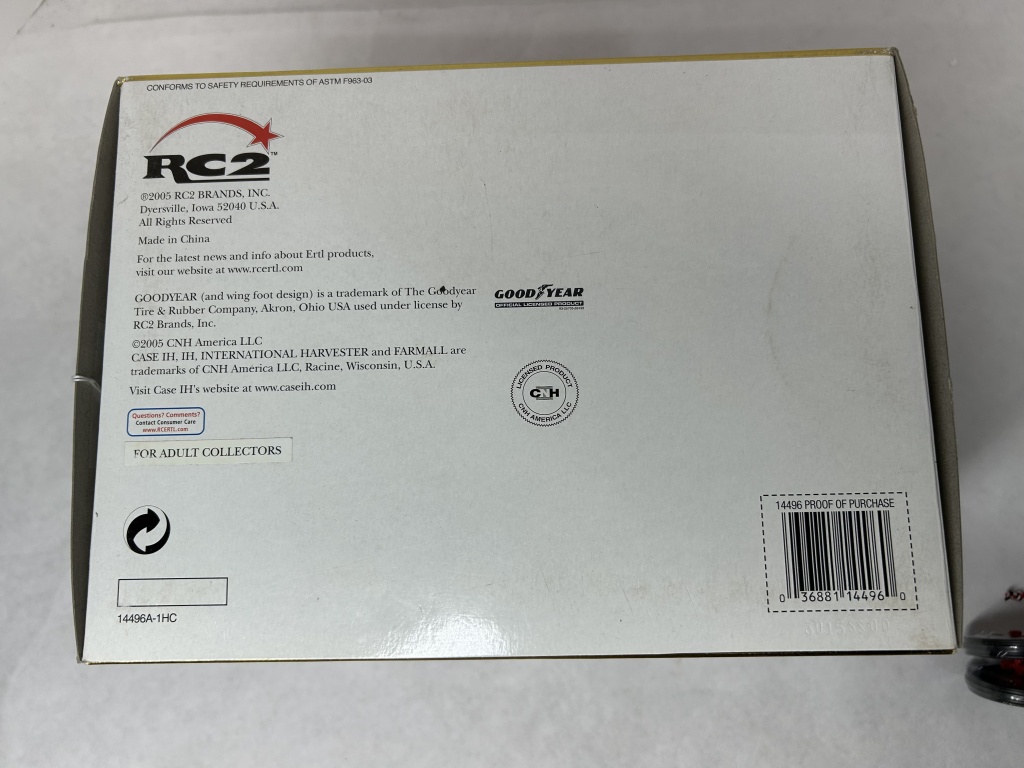 CONFORMS TO SAFETY REQUIREMENTS OF ASTM F963-03
RC2™
®2005 RC2 BRANDS, INC.
Dyersville, Iowa 52040 U.S.A.
All Rights Reserved
Made in China
For the latest news and info about Ertl products,
visit our website at www.rcertl.com
GOODYEAR (and wing foot design) is a trademark of The Goodyear
Tire & Rubber Company, Akron, Ohio USA used under license by
RC2 Brands, Inc.
GOOD YEAR
OFFICIAL LICENSED PRODUCT
©2005 CNH America LLC
CASE IH, IH, INTERNATIONAL HARVESTER and FARMALL are
trademarks of CNH America LLC, Racine, Wisconsin, U.S.A.
Visit Case IH's website at www.caseih.com
LICENSED PRODUCT
CNH
CNH AMERICA LLC
Questions? Comments?
Contact Consumer Care
www.RCERTL.com
FOR ADULT COLLECTORS
14496 PROOF OF PURCHASE
0 36881 14496 0
14496A-1HC